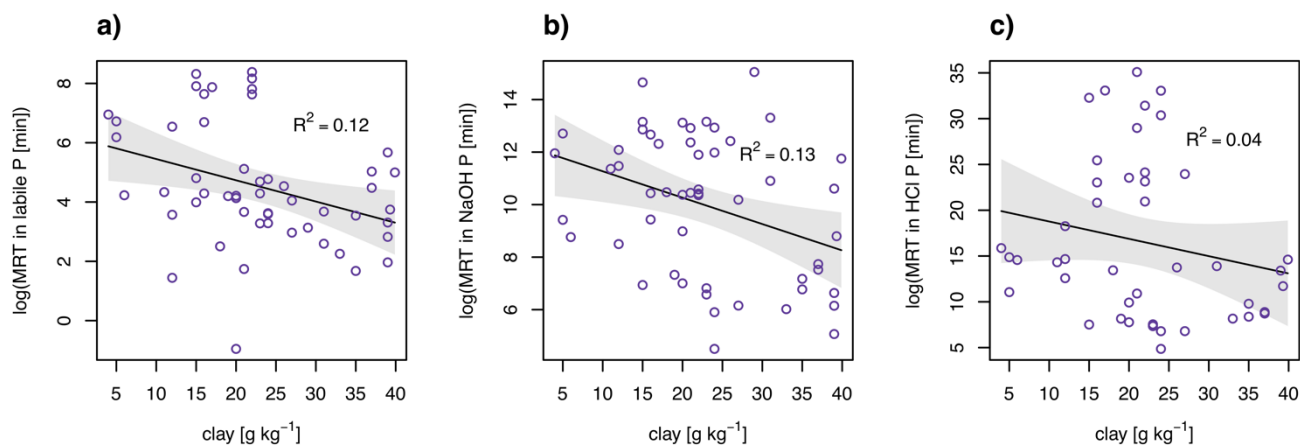 a)
log(MRT in labile P [min])
8
6
4
2
0
R² = 0.12
5 10 15 20 25 30 35 40
clay [g kg⁻¹]
b)
log(MRT in NaOH P [min])
14
12
10
8
6
R² = 0.13
5 10 15 20 25 30 35 40
clay [g kg⁻¹]
c)
log(MRT in HCl P [min])
35
30
25
20
15
10
5
R² = 0.04
5 10 15 20 25 30 35 40
clay [g kg⁻¹]